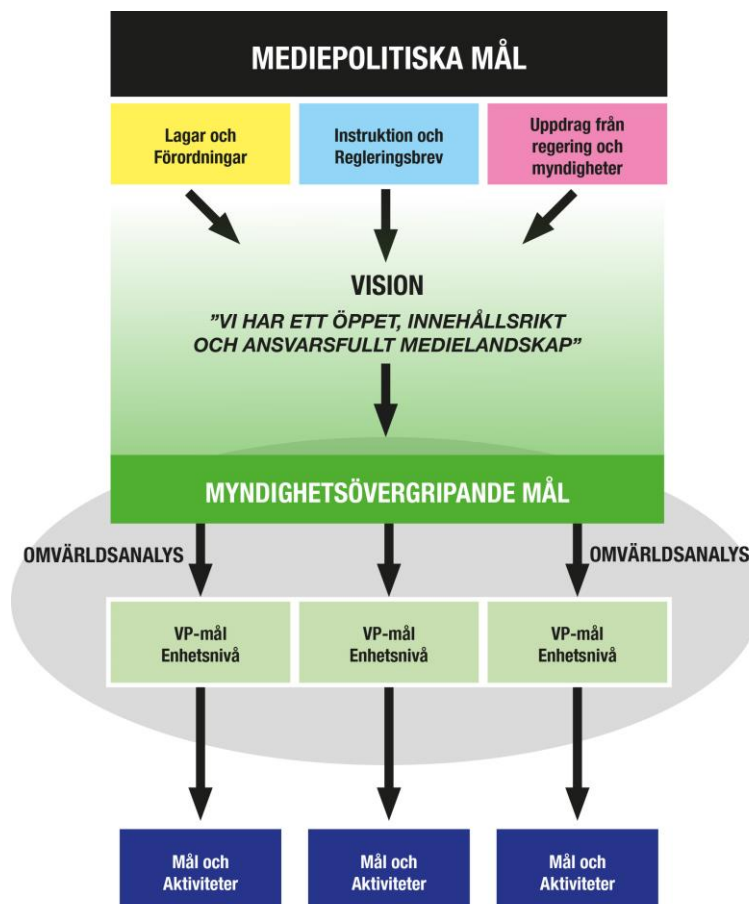 MEDIEPOLITISKA MÅL
Lagar och
Förordningar
Instruktion och
Regleringsbrev
Uppdrag från
regering och
myndigheter
VISION
”VI HAR ETT ÖPPET, INNEHÅLLSRIKT
OCH ANSVARSFULLT MEDIELANDSKAP”
MYNDIGHETSÖVERGRIPANDE MÅL
OMVÄRLDSANALYS
OMVÄRLDSANALYS
VP-mål
Enhetsnivå
VP-mål
Enhetsnivå
VP-mål
Enhetsnivå
Mål och
Aktiviteter
Mål och
Aktiviteter
Mål och
Aktiviteter